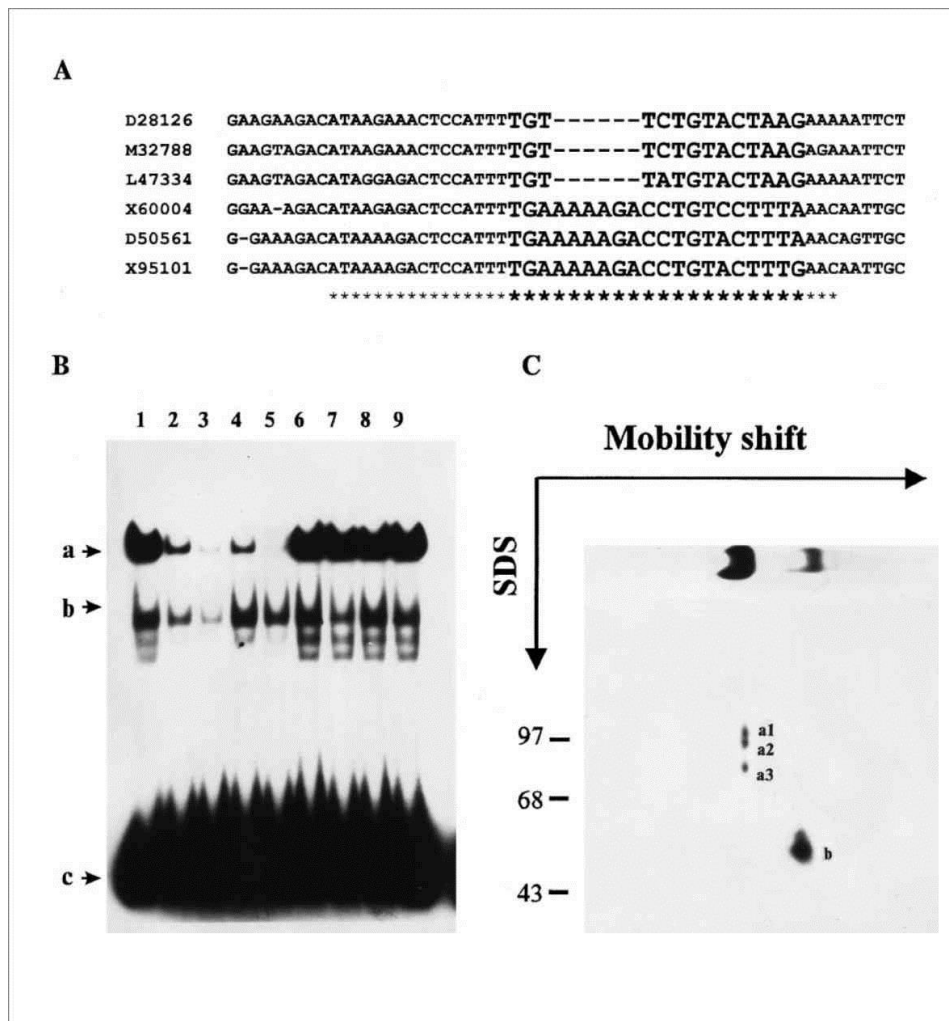 A
D28126 GAAGAAGACATAAGAAACTCCATTTTGT------TCTGTACTAAGAAAAATTCT
M32788 GAAGTAGACATAAGAAACTCCATTTTGT------TCTGTACTAAGAGAAATTCT
L47334 GAAGTAGACATAGGAGACTCCATTTTGT------TATGTACTAAGAAAAATTCT
X60004 GGAA-AGACATAAGAGACTCCATTTTGAAAAAGACCTGTCCTTTAAACAATTGC
D50561 G-GAAAGACATAAAAGACTCCATTTTGAAAAAGACCTGTACTTTAAACAGTTGC
X95101 G-GAAAGACATAAAAGACTCCATTTTGAAAAAGACCTGTACTTTGAACAATTGC
***************************************
B
1 2 3 4 5 6 7 8 9
a
b
c
C
Mobility shift
SDS
97
68
43
a1
a2
a3
b